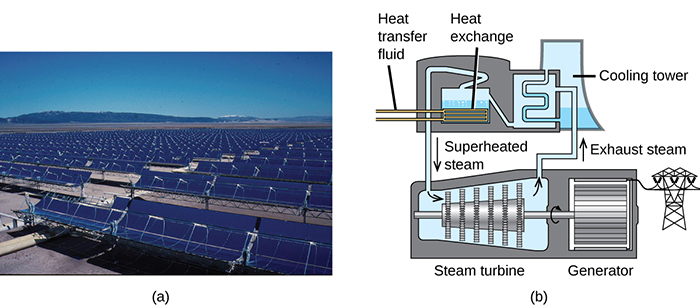 Heat
transfer
fluid
Heat
exchange
Cooling tower
Superheated
steam
Exhaust steam
Steam turbine
Generator
(a)
(b)